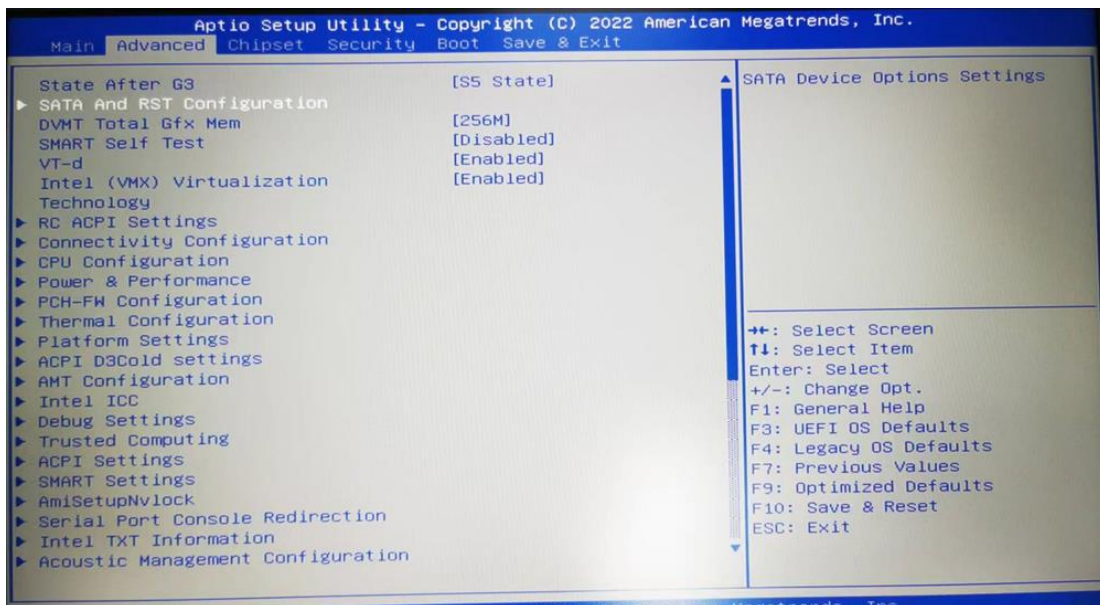 Aptio Setup Utility – Copyright (C) 2022 American Megatrends, Inc.
Main Advanced Chipset Security Boot Save & Exit
State After G3 [S5 State]
▶ SATA And RST Configuration
DVMT Total Gfx Mem [256M]
SMART Self Test [Disabled]
VT-d [Enabled]
Intel (VMX) Virtualization [Enabled]
Technology
▶ RC ACPI Settings
▶ Connectivity Configuration
▶ CPU Configuration
▶ Power & Performance
▶ PCH-FW Configuration
▶ Thermal Configuration
▶ Platform Settings
▶ ACPI D3Cold settings
▶ AMT Configuration
▶ Intel ICC
▶ Debug Settings
▶ Trusted Computing
▶ ACPI Settings
▶ SMART Settings
▶ AmiSetupNvlock
▶ Serial Port Console Redirection
▶ Intel TXT Information
▶ Acoustic Management Configuration
SATA Device Options Settings
→←: Select Screen
↑↓: Select Item
Enter: Select
+/-: Change Opt.
F1: General Help
F3: UEFI OS Defaults
F4: Legacy OS Defaults
F7: Previous Values
F9: Optimized Defaults
F10: Save & Reset
ESC: Exit
Megatrends, Inc.